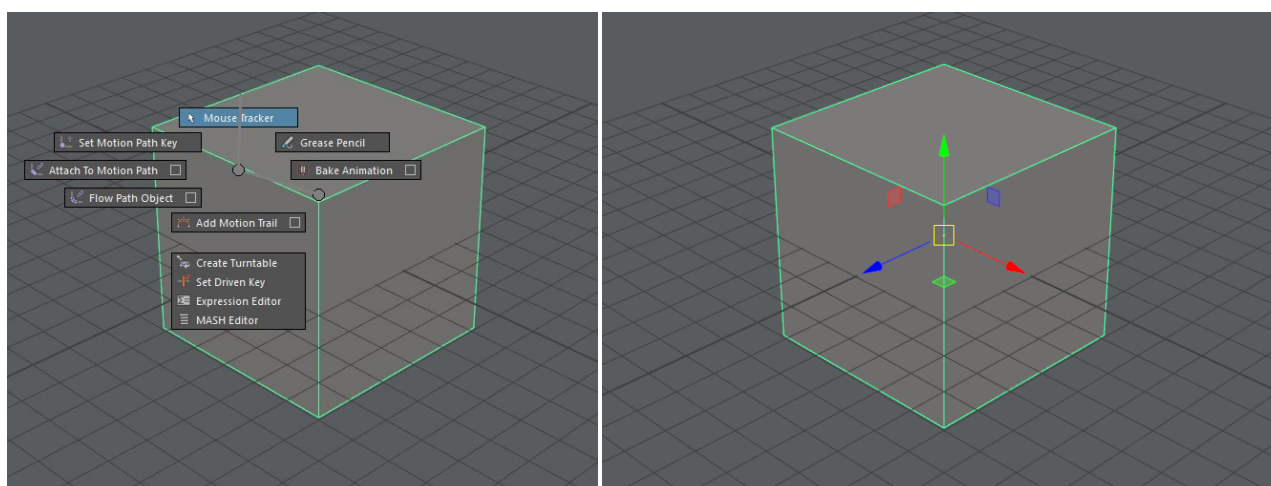 Mouse Tracker
Set Motion Path Key
Grease Pencil
Attach To Motion Path
Bake Animation
Flow Path Object
Add Motion Trail
Create Turntable
Set Driven Key
Expression Editor
MASH Editor